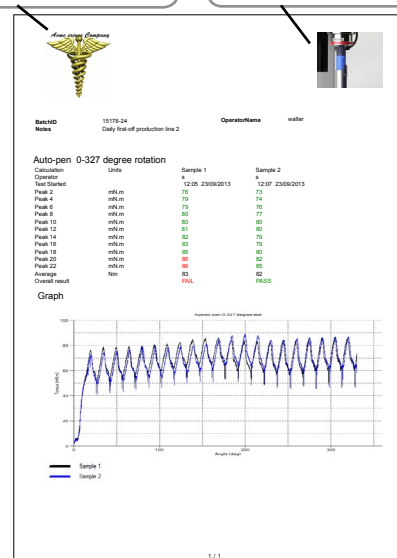 Acme syringe Company
BatchID 15178-24 OperatorName walter
Notes Daily first-off production line 2
Auto-pen 0-327 degree rotation
Calculation Units Sample 1 Sample 2
Operator s s
Test Started 12:05 23/09/2013 12:07 23/09/2013
Peak 2 mN.m 76 73
Peak 4 mN.m 79 74
Peak 6 mN.m 79 76
Peak 8 mN.m 80 77
Peak 10 mN.m 80 80
Peak 12 mN.m 81 80
Peak 14 mN.m 82 79
Peak 16 mN.m 83 79
Peak 18 mN.m 85 80
Peak 20 mN.m 86 82
Peak 22 mN.m 86 85
Average Nm 83 82
Overall result FAIL PASS
Graph
Injector pen 0-327 degree test
100
80
60
40
20
0
0 100 200 300
Angle (deg)
Sample 1
Sample 2
1 / 1